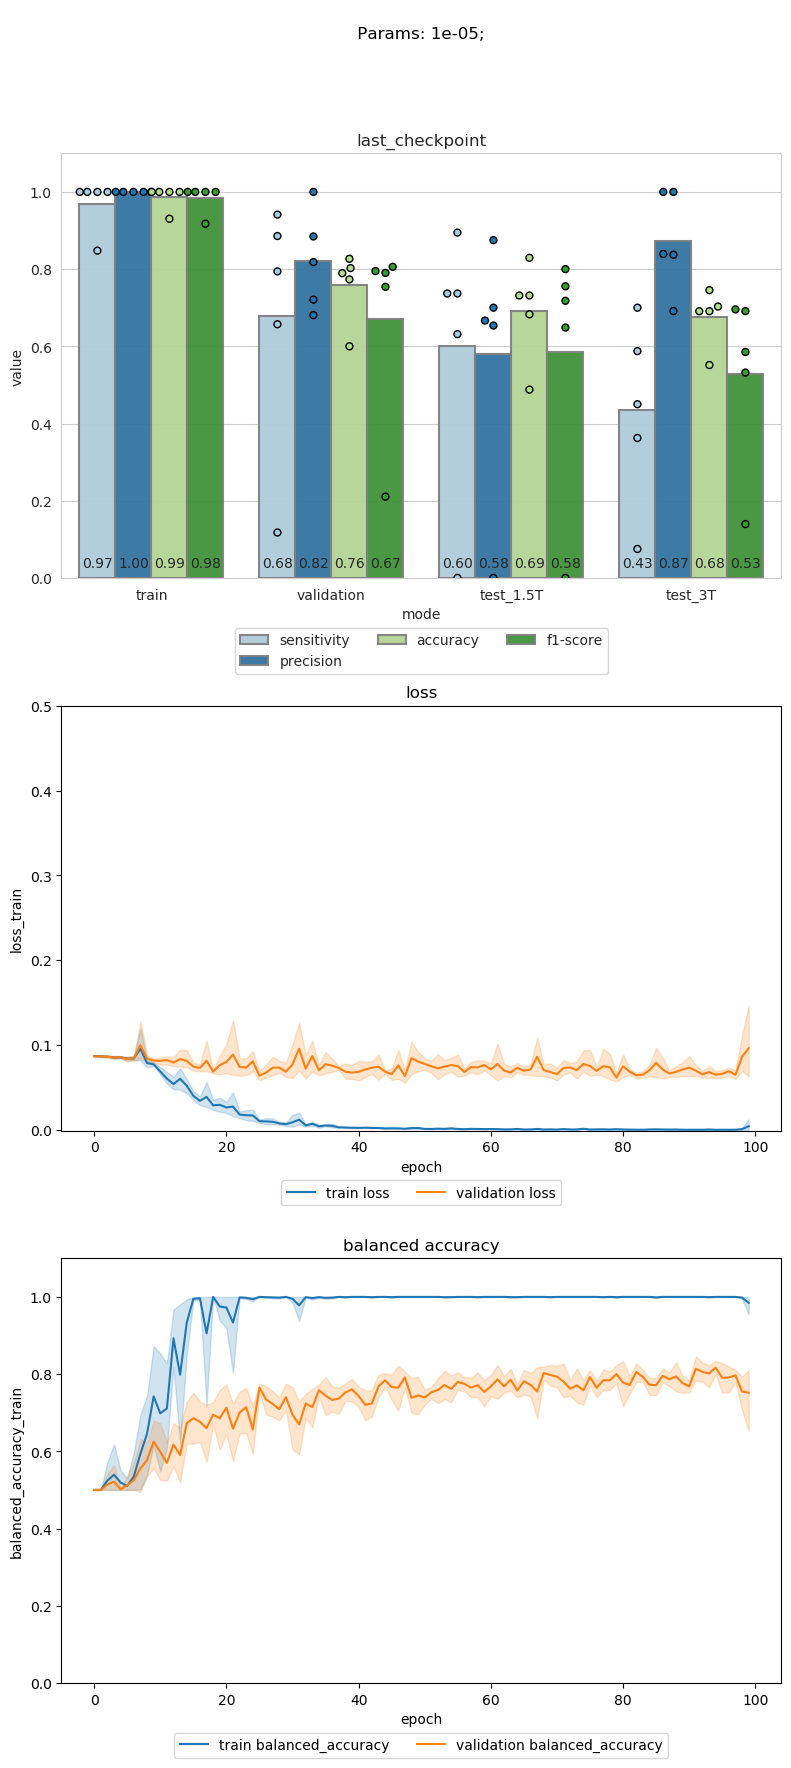 Params: 1e-05;
last_checkpoint
1.0
0.8
0.6
0.4
0.2
0.0
value
0.97 1.00 0.99 0.98 0.68 0.82 0.76 0.67 0.60 0.58 0.69 0.58 0.43 0.87 0.68 0.53
train validation test_1.5T test_3T
mode
sensitivity accuracy f1-score
precision
loss
0.5
0.4
0.3
0.2
0.1
0.0
loss_train
0 20 40 60 80 100
epoch
train loss validation loss
balanced accuracy
1.0
0.8
0.6
0.4
0.2
0.0
balanced_accuracy_train
0 20 40 60 80 100
epoch
train balanced_accuracy validation balanced_accuracy